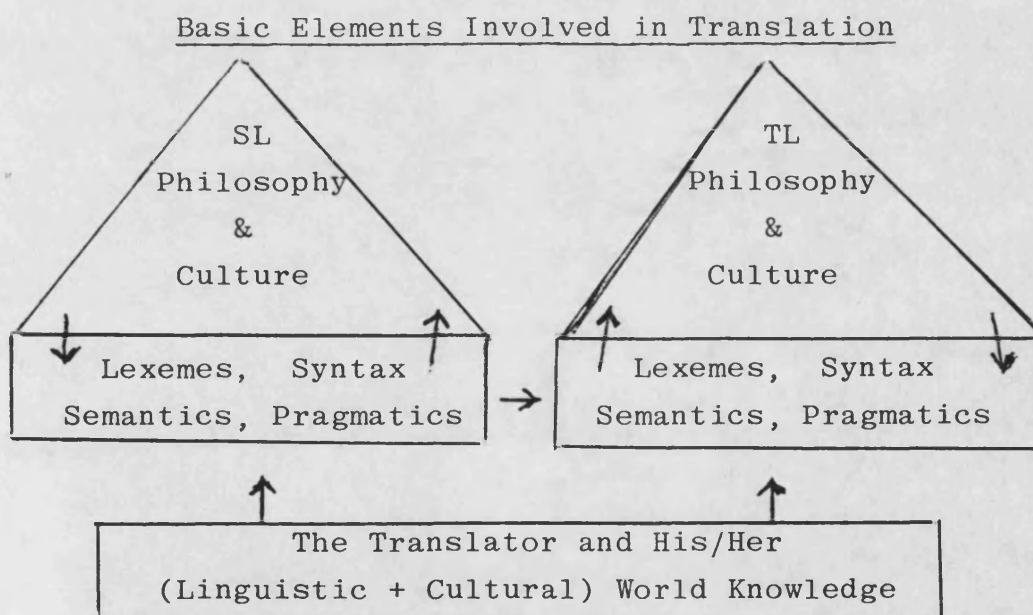 Basic Elements Involved in Translation
SL
Philosophy
&
Culture
Lexemes, Syntax
Semantics, Pragmatics
TL
Philosophy
&
Culture
Lexemes, Syntax
Semantics, Pragmatics
The Translator and His/Her
(Linguistic + Cultural) World Knowledge